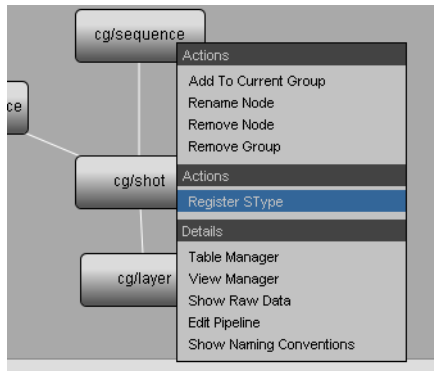 cg/sequence
Actions
Add To Current Group
Rename Node
Remove Node
Remove Group
ce
cg/shot
Actions
Register SType
Details
cg/layer
Table Manager
View Manager
Show Raw Data
Edit Pipeline
Show Naming Conventions